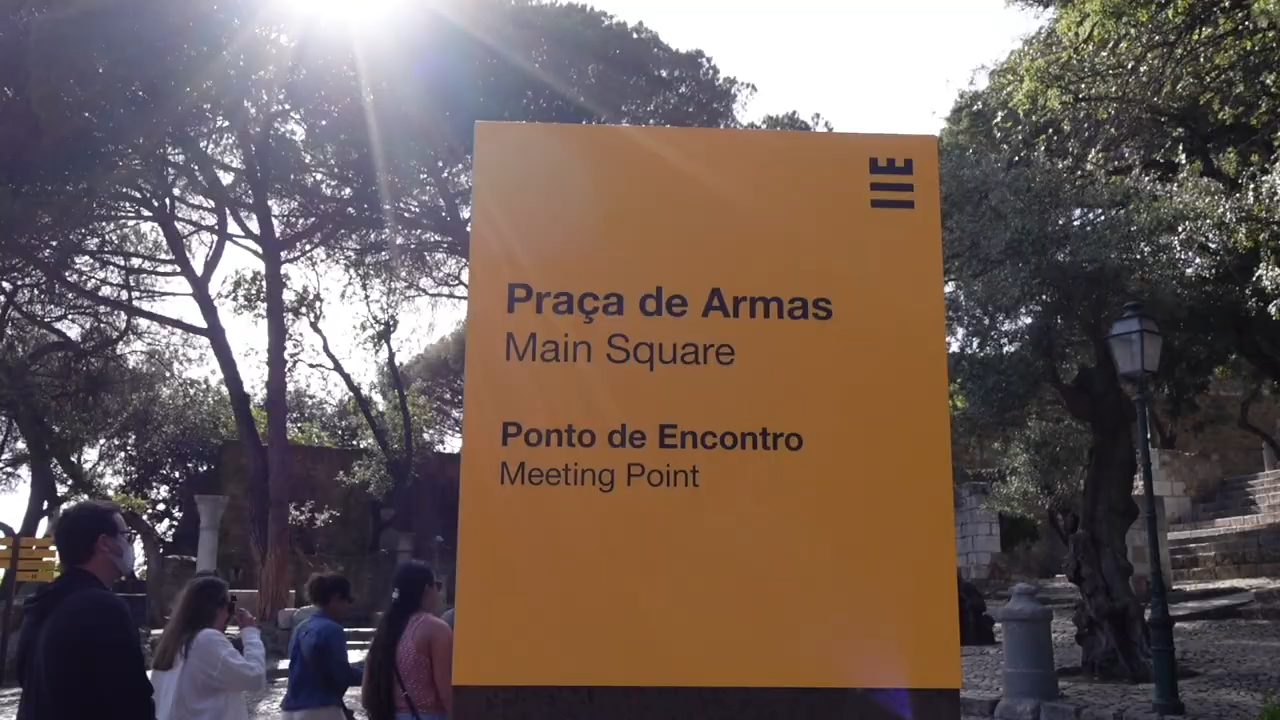 Praça de Armas
Main Square
Ponto de Encontro
Meeting Point